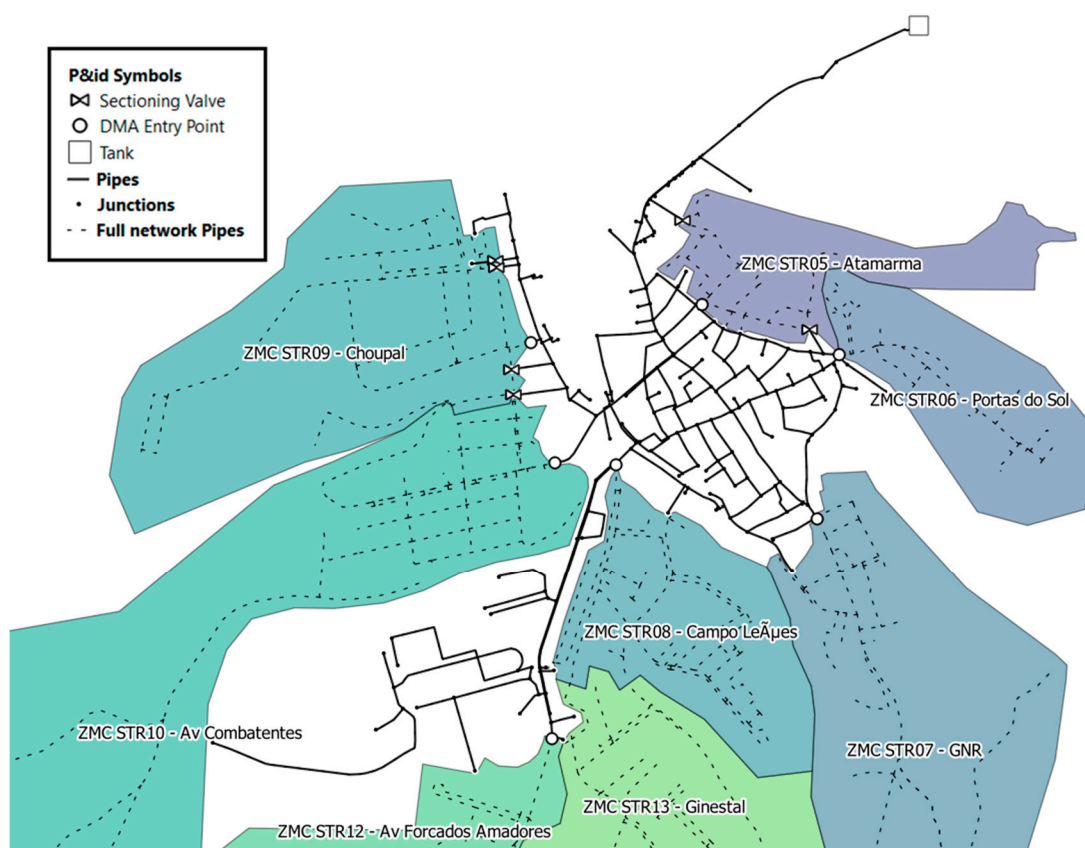 P&id Symbols
Sectioning Valve
DMA Entry Point
Tank
Pipes
Junctions
Full network Pipes
ZMC STR05 - Atamarma
ZMC STR09 - Choupal
ZMC STR06 - Portas do Sol
ZMC STR08 - Campo LeÃµes
ZMC STR10 - Av Combatentes
ZMC STR07 - GNR
ZMC STR13 - Ginestal
ZMC STR12 - Av Forcados Amadores